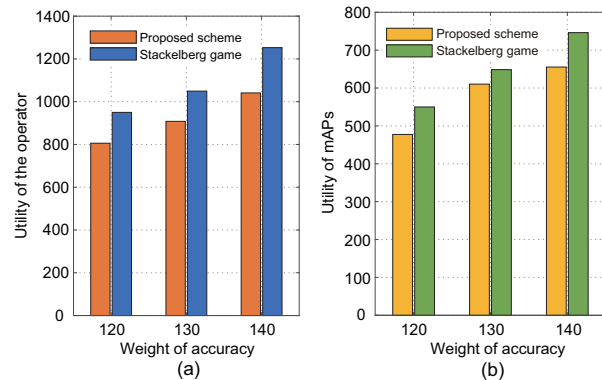 1400
1200
1000
800
600
400
200
0
Utility of the operator
Proposed scheme
Stackelberg game
120 130 140
Weight of accuracy
(a)
800
700
600
500
400
300
200
100
0
Utility of mAPs
Proposed scheme
Stackelberg game
120 130 140
Weight of accuracy
(b)